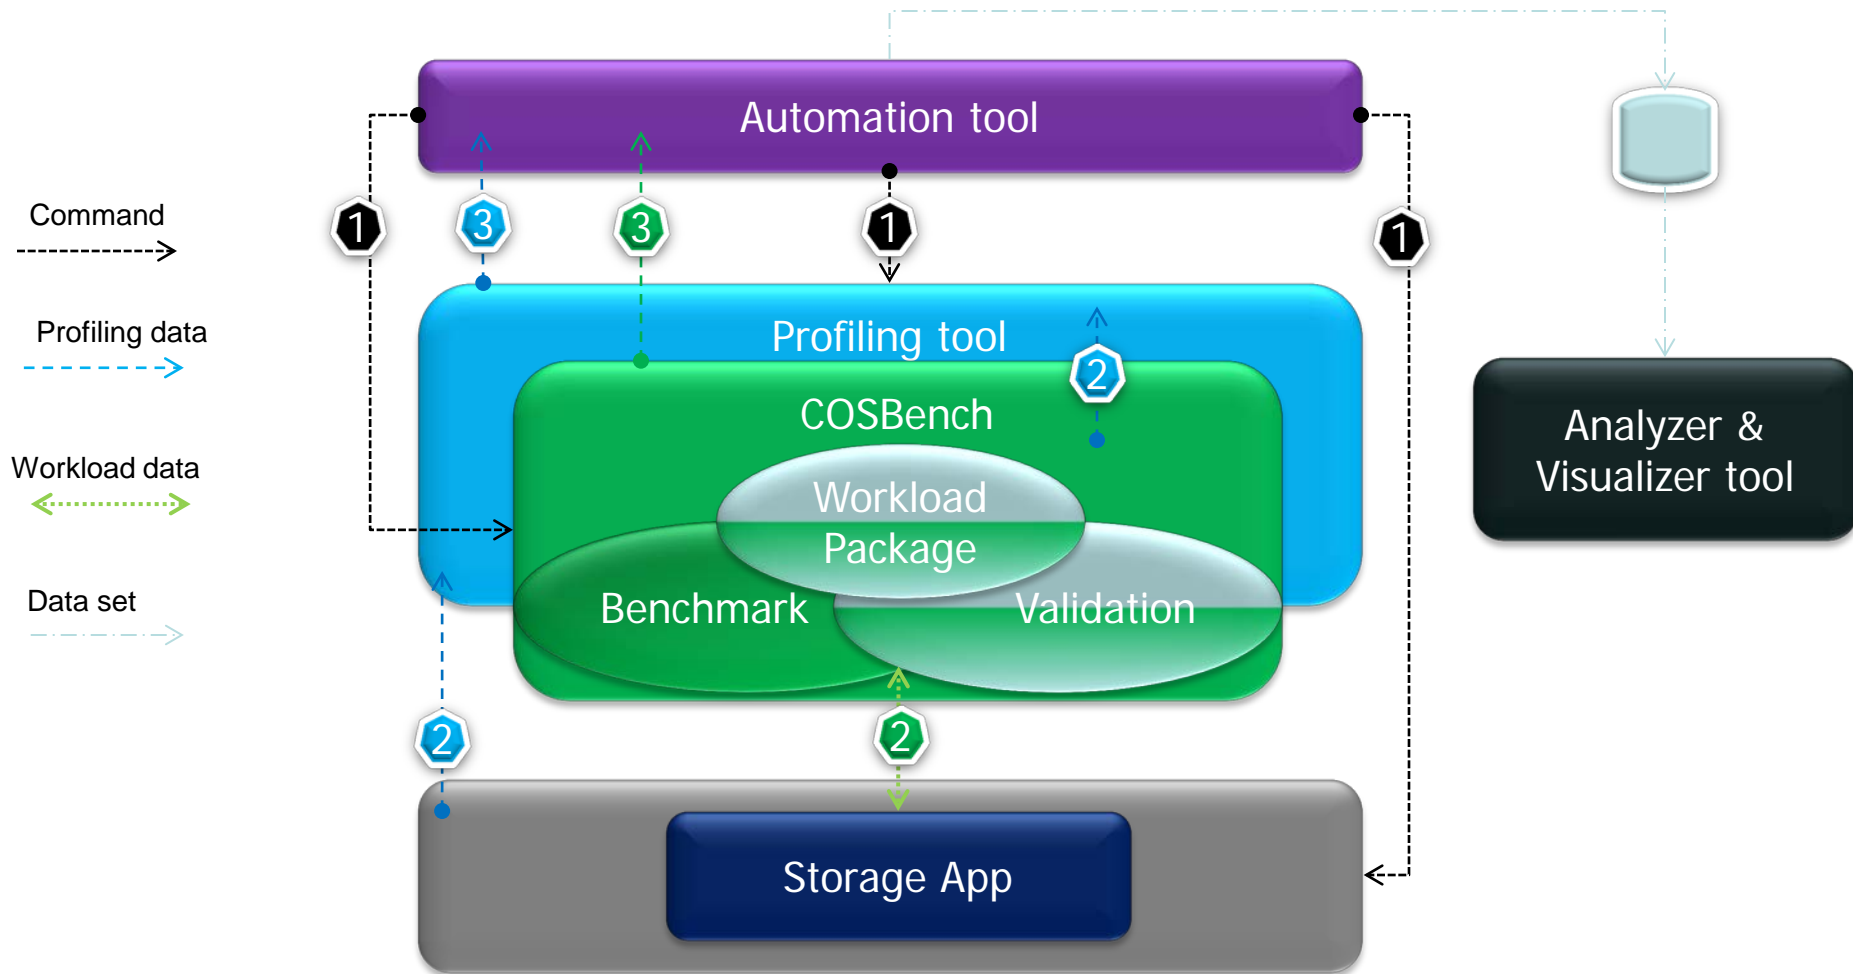 Automation tool
Command
1
3
3
1
1
Profiling data
Profiling tool
2
COSBench
Analyzer &
Visualizer tool
Workload data
Workload
Package
Data set
Benchmark
Validation
2
2
Storage App